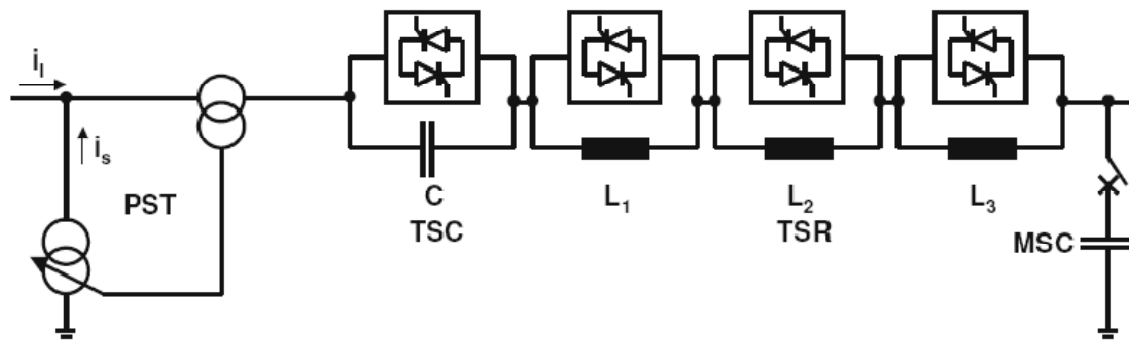 i_l
i_s
PST
C
TSC
L_1
L_2
TSR
L_3
MSC